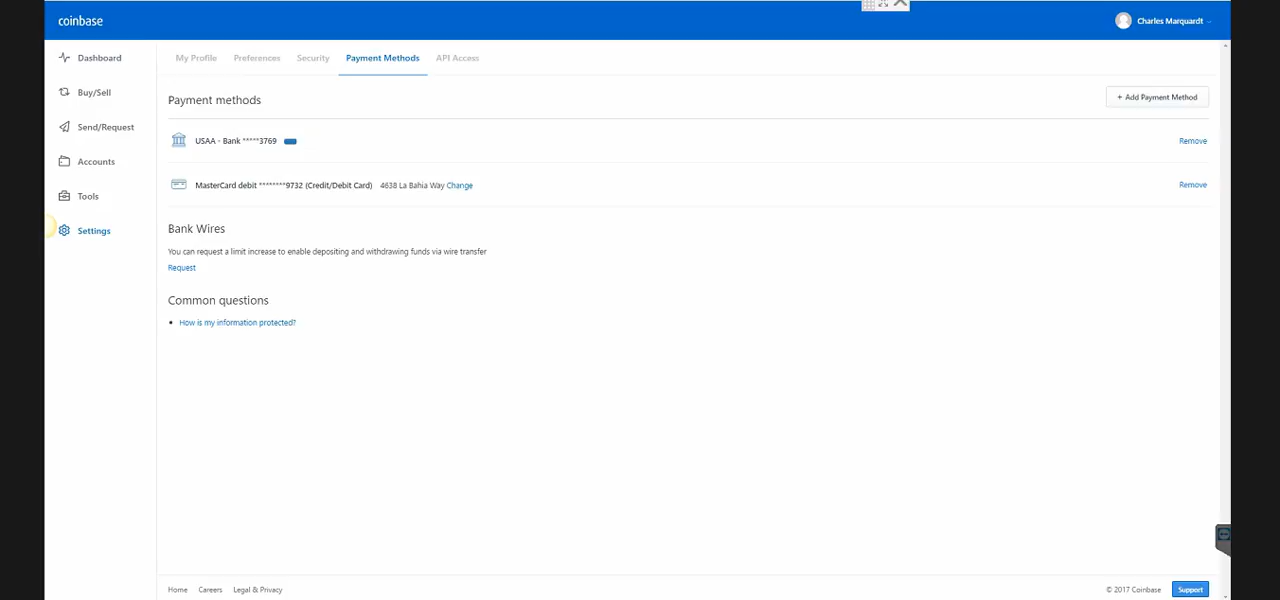 coinbase
Charles Marquardt
Dashboard
Buy/Sell
Send/Request
Accounts
Tools
Settings
My Profile Preferences Security Payment Methods API Access
Payment methods
+ Add Payment Method
USAA - Bank *****3769
Remove
MasterCard debit ********9732 (Credit/Debit Card) 4638 La Bahia Way Change
Remove
Bank Wires
You can request a limit increase to enable depositing and withdrawing funds via wire transfer
Request
Common questions
• How is my information protected?
Home Careers Legal & Privacy
© 2017 Coinbase
Support